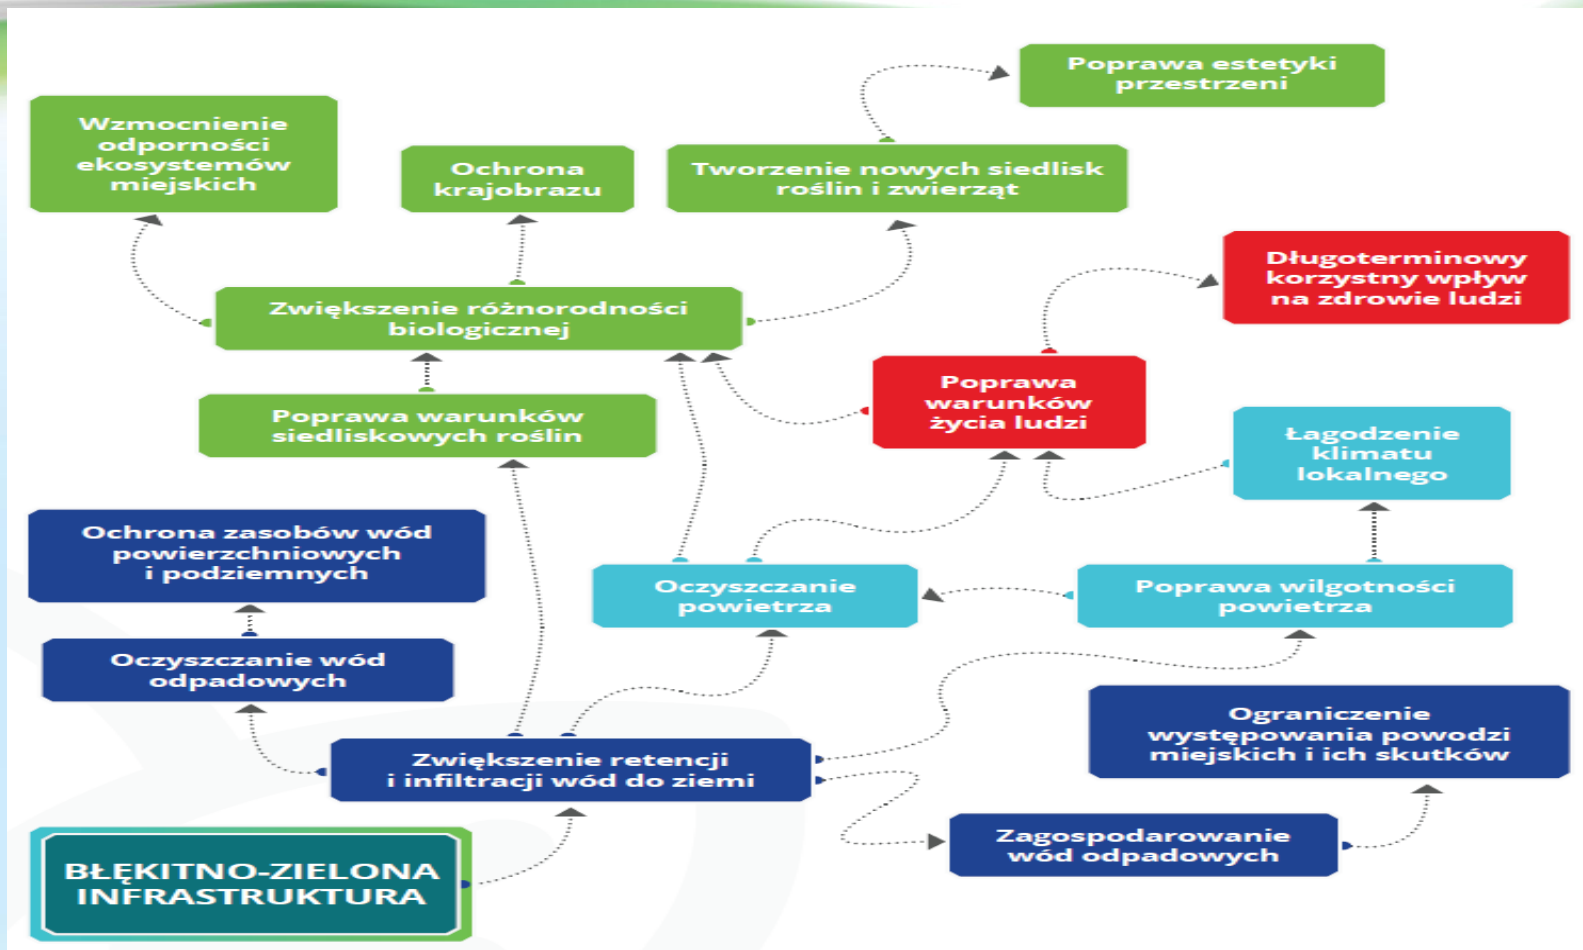 Poprawa estetyki
przestrzeni
Wzmocnienie
odporności
ekosystemów
miejskich
Ochrona
krajobrazu
Tworzenie nowych siedlisk
roślin i zwierząt
Długoterminowy
korzystny wpływ
na zdrowie ludzi
Zwiększenie różnorodności
biologicznej
Poprawa
warunków
życia ludzi
Poprawa warunków
siedliskowych roślin
Łagodzenie
klimatu
lokalnego
Ochrona zasobów wód
powierzchniowych
i podziemnych
Oczyszczanie
powietrza
Poprawa wilgotności
powietrza
Oczyszczanie wód
odpadowych
Ograniczenie
występowania powodzi
miejskich i ich skutków
Zwiększenie retencji
i infiltracji wód do ziemi
Zagospodarowanie
wód odpadowych
BŁĘKITNO-ZIELONA
INFRASTRUKTURA